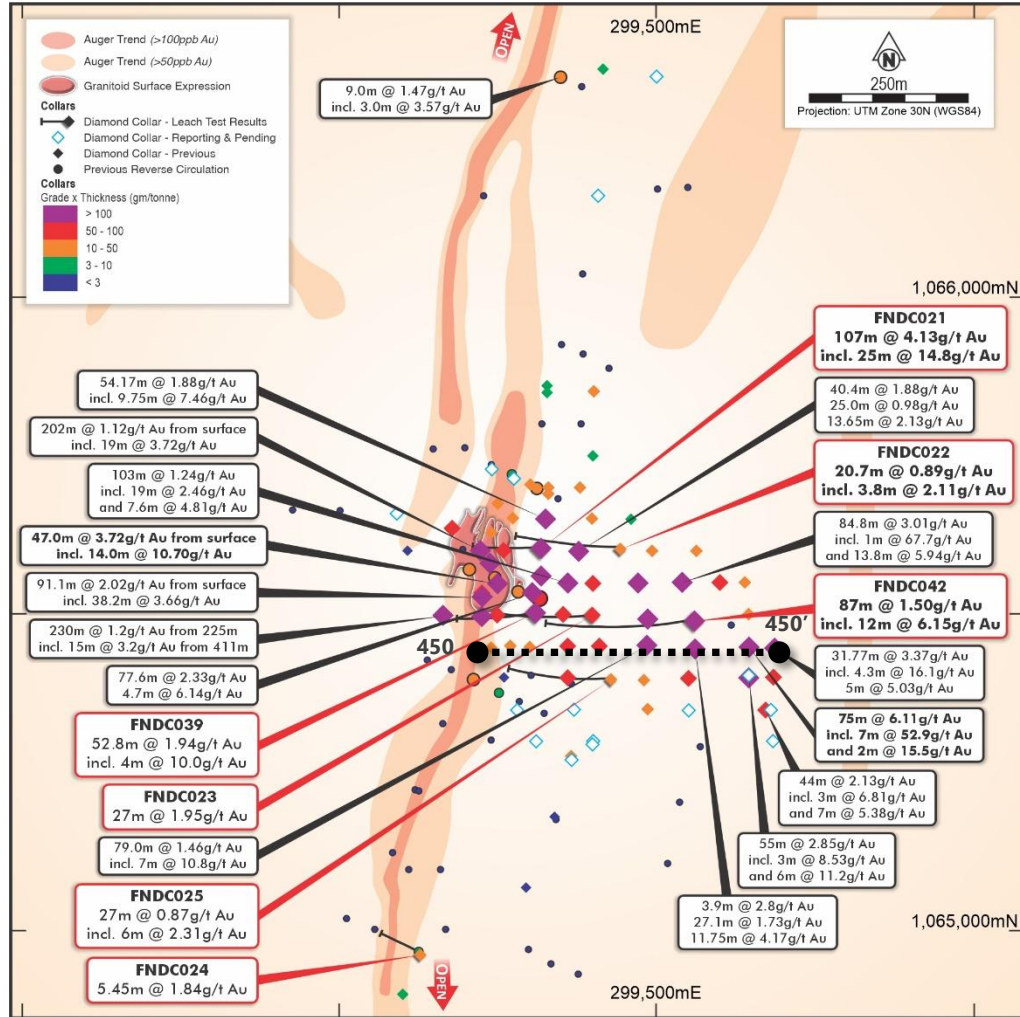 Auger Trend (>100ppb Au)
Auger Trend (>50ppb Au)
Granitoid Surface Expression
Collars
Diamond Collar - Leach Test Results
Diamond Collar - Reporting & Pending
Diamond Collar - Previous
Previous Reverse Circulation
Collars
Grade x Thickness (gm/tonne)
> 100
50 - 100
10 - 50
3 - 10
< 3
OPEN
299,500mE
N
250m
Projection: UTM Zone 30N (WGS84)
9.0m @ 1.47g/t Au
incl. 3.0m @ 3.57g/t Au
1,066,000mN
54.17m @ 1.88g/t Au
incl. 9.75m @ 7.46g/t Au
202m @ 1.12g/t Au from surface
incl. 19m @ 3.72g/t Au
103m @ 1.24g/t Au
incl. 19m @ 2.46g/t Au
and 7.6m @ 4.81g/t Au
47.0m @ 3.72g/t Au from surface
incl. 14.0m @ 10.70g/t Au
91.1m @ 2.02g/t Au from surface
incl. 38.2m @ 3.66g/t Au
230m @ 1.2g/t Au from 225m
incl. 15m @ 3.2g/t Au from 411m
77.6m @ 2.33g/t Au
4.7m @ 6.14g/t Au
FNDC039
52.8m @ 1.94g/t Au
incl. 4m @ 10.0g/t Au
FNDC023
27m @ 1.95g/t Au
79.0m @ 1.46g/t Au
incl. 7m @ 10.8g/t Au
FNDC025
27m @ 0.87g/t Au
incl. 6m @ 2.31g/t Au
FNDC024
5.45m @ 1.84g/t Au
450
450'
FNDC021
107m @ 4.13g/t Au
incl. 25m @ 14.8g/t Au
40.4m @ 1.88g/t Au
25.0m @ 0.98g/t Au
13.65m @ 2.13g/t Au
FNDC022
20.7m @ 0.89g/t Au
incl. 3.8m @ 2.11g/t Au
84.8m @ 3.01g/t Au
incl. 1m @ 67.7g/t Au
and 13.8m @ 5.94g/t Au
FNDC042
87m @ 1.50g/t Au
incl. 12m @ 6.15g/t Au
31.77m @ 3.37g/t Au
incl. 4.3m @ 16.1g/t Au
5m @ 5.03g/t Au
75m @ 6.11g/t Au
incl. 7m @ 52.9g/t Au
and 2m @ 15.5g/t Au
44m @ 2.13g/t Au
incl. 3m @ 6.81g/t Au
and 7m @ 5.38g/t Au
55m @ 2.85g/t Au
incl. 3m @ 8.53g/t Au
and 6m @ 11.2g/t Au
3.9m @ 2.8g/t Au
27.1m @ 1.73g/t Au
11.75m @ 4.17g/t Au
1,065,000mN
OPEN
299,500mE